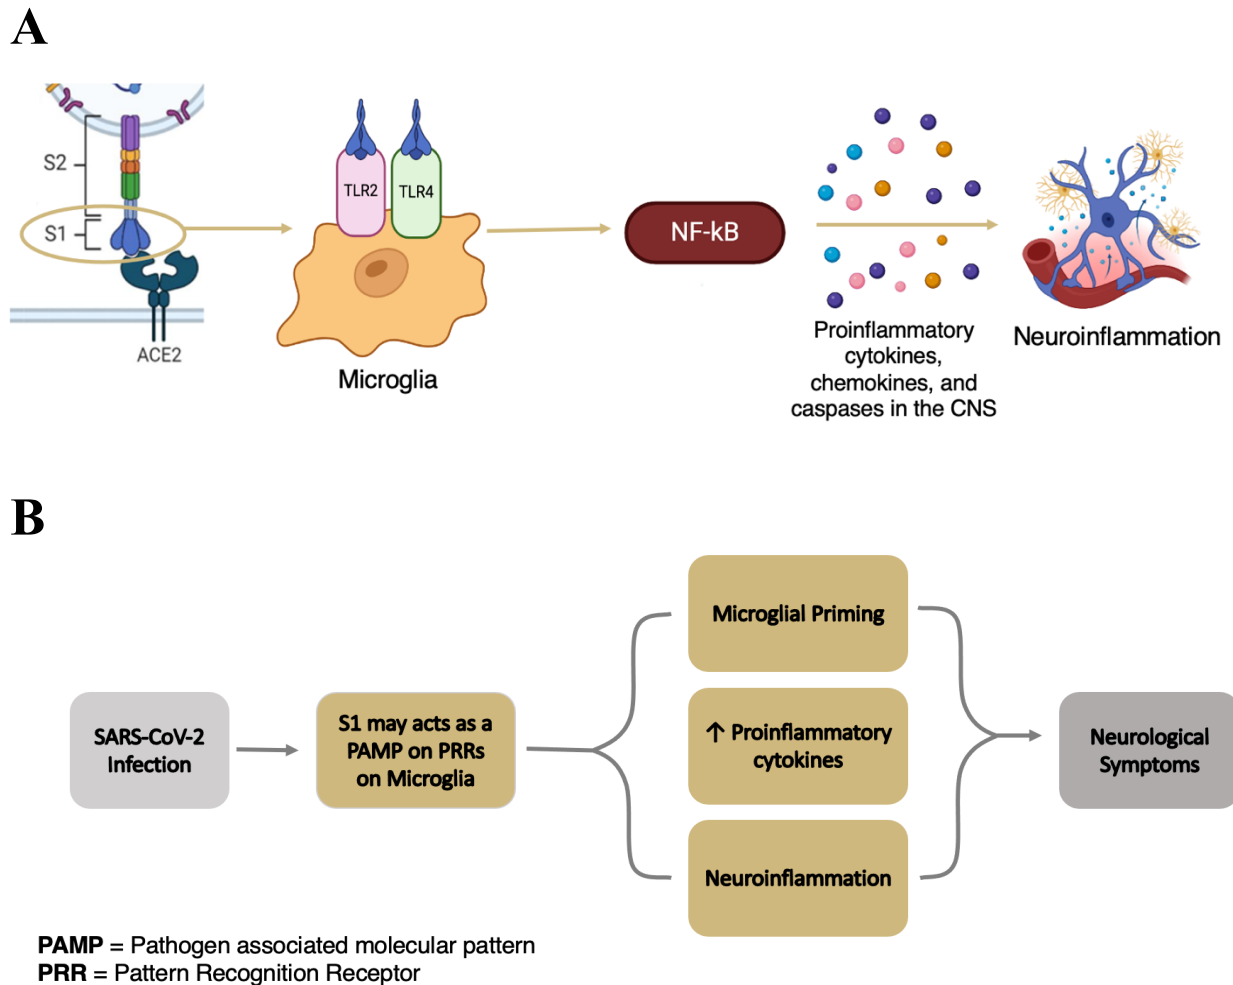 A
S2
S1
ACE2
TLR2
TLR4
Microglia
NF-kB
Proinflammatory
cytokines,
chemokines, and
caspases in the CNS
Neuroinflammation
B
SARS-CoV-2
Infection
S1 may acts as a
PAMP on PRRs
on Microglia
Microglial Priming
↑ Proinflammatory
cytokines
Neuroinflammation
Neurological
Symptoms
PAMP = Pathogen associated molecular pattern
PRR = Pattern Recognition Receptor